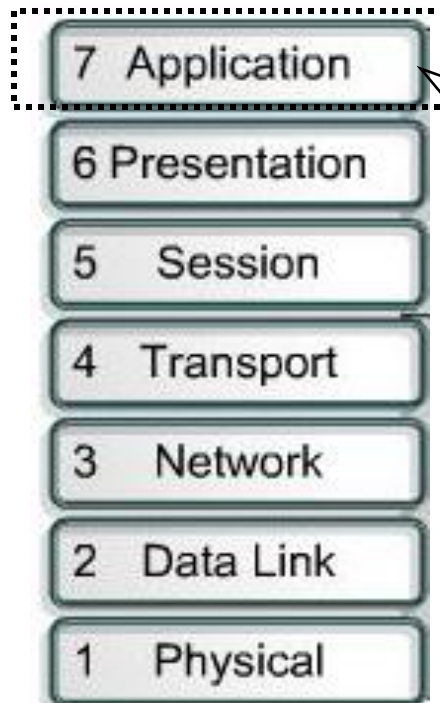 7 Application
6 Presentation
5 Session
4 Transport
3 Network
2 Data Link
1 Physical